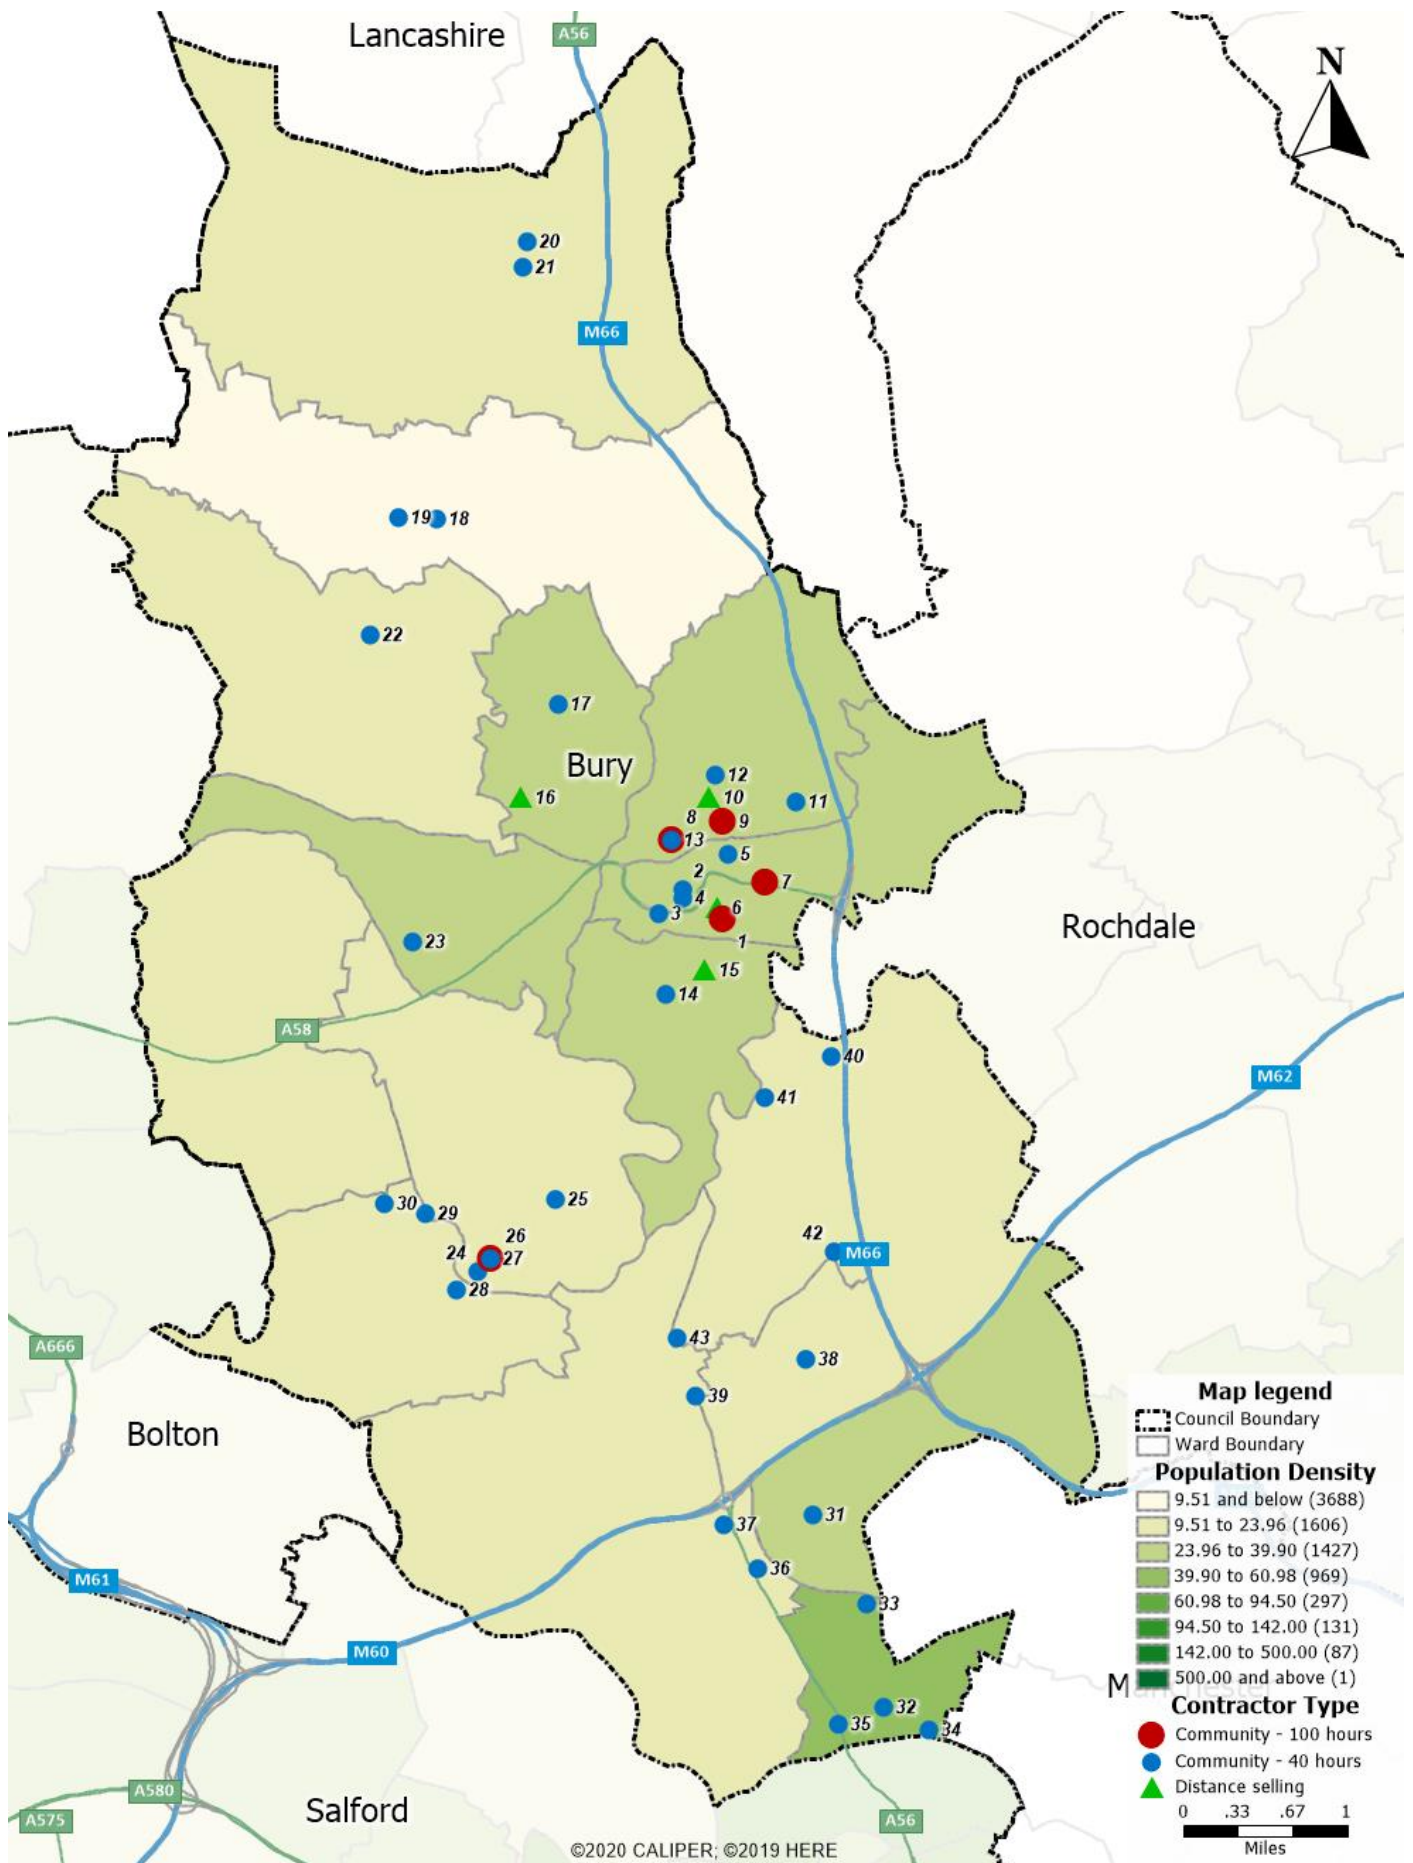 Lancashire
A56
N
20
21
M66
19
18
22
17
Bury
16
12
10
11
8
9
13
5
2
7
4
6
3
1
Rochdale
23
15
14
A58
40
M62
41
30
29
25
26
42
24
27
M66
28
43
A666
38
39
Bolton
31
37
M61
36
33
M60
32
35
34
A580
Salford
A575
A56
©2020 CALIPER; ©2019 HERE
Map legend
Council Boundary
Ward Boundary
Population Density
9.51 and below (3688)
9.51 to 23.96 (1606)
23.96 to 39.90 (1427)
39.90 to 60.98 (969)
60.98 to 94.50 (297)
94.50 to 142.00 (131)
142.00 to 500.00 (87)
500.00 and above (1)
Manchester
Contractor Type
Community - 100 hours
Community - 40 hours
Distance selling
0 .33 .67 1
Miles